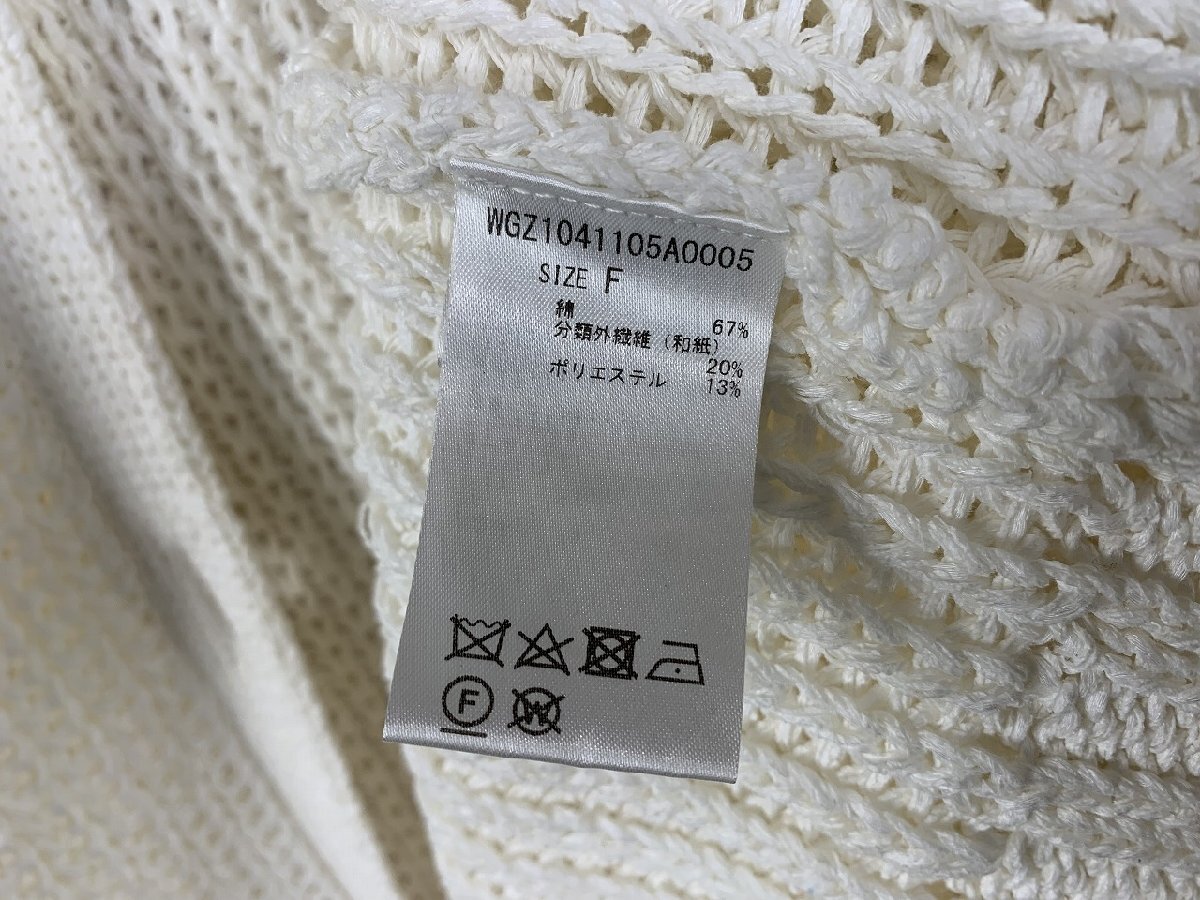 WGZ1041105A0005
SIZE F
綿 67%
分類外繊維(和紙)
20%
ポリエステル 13%
F
W